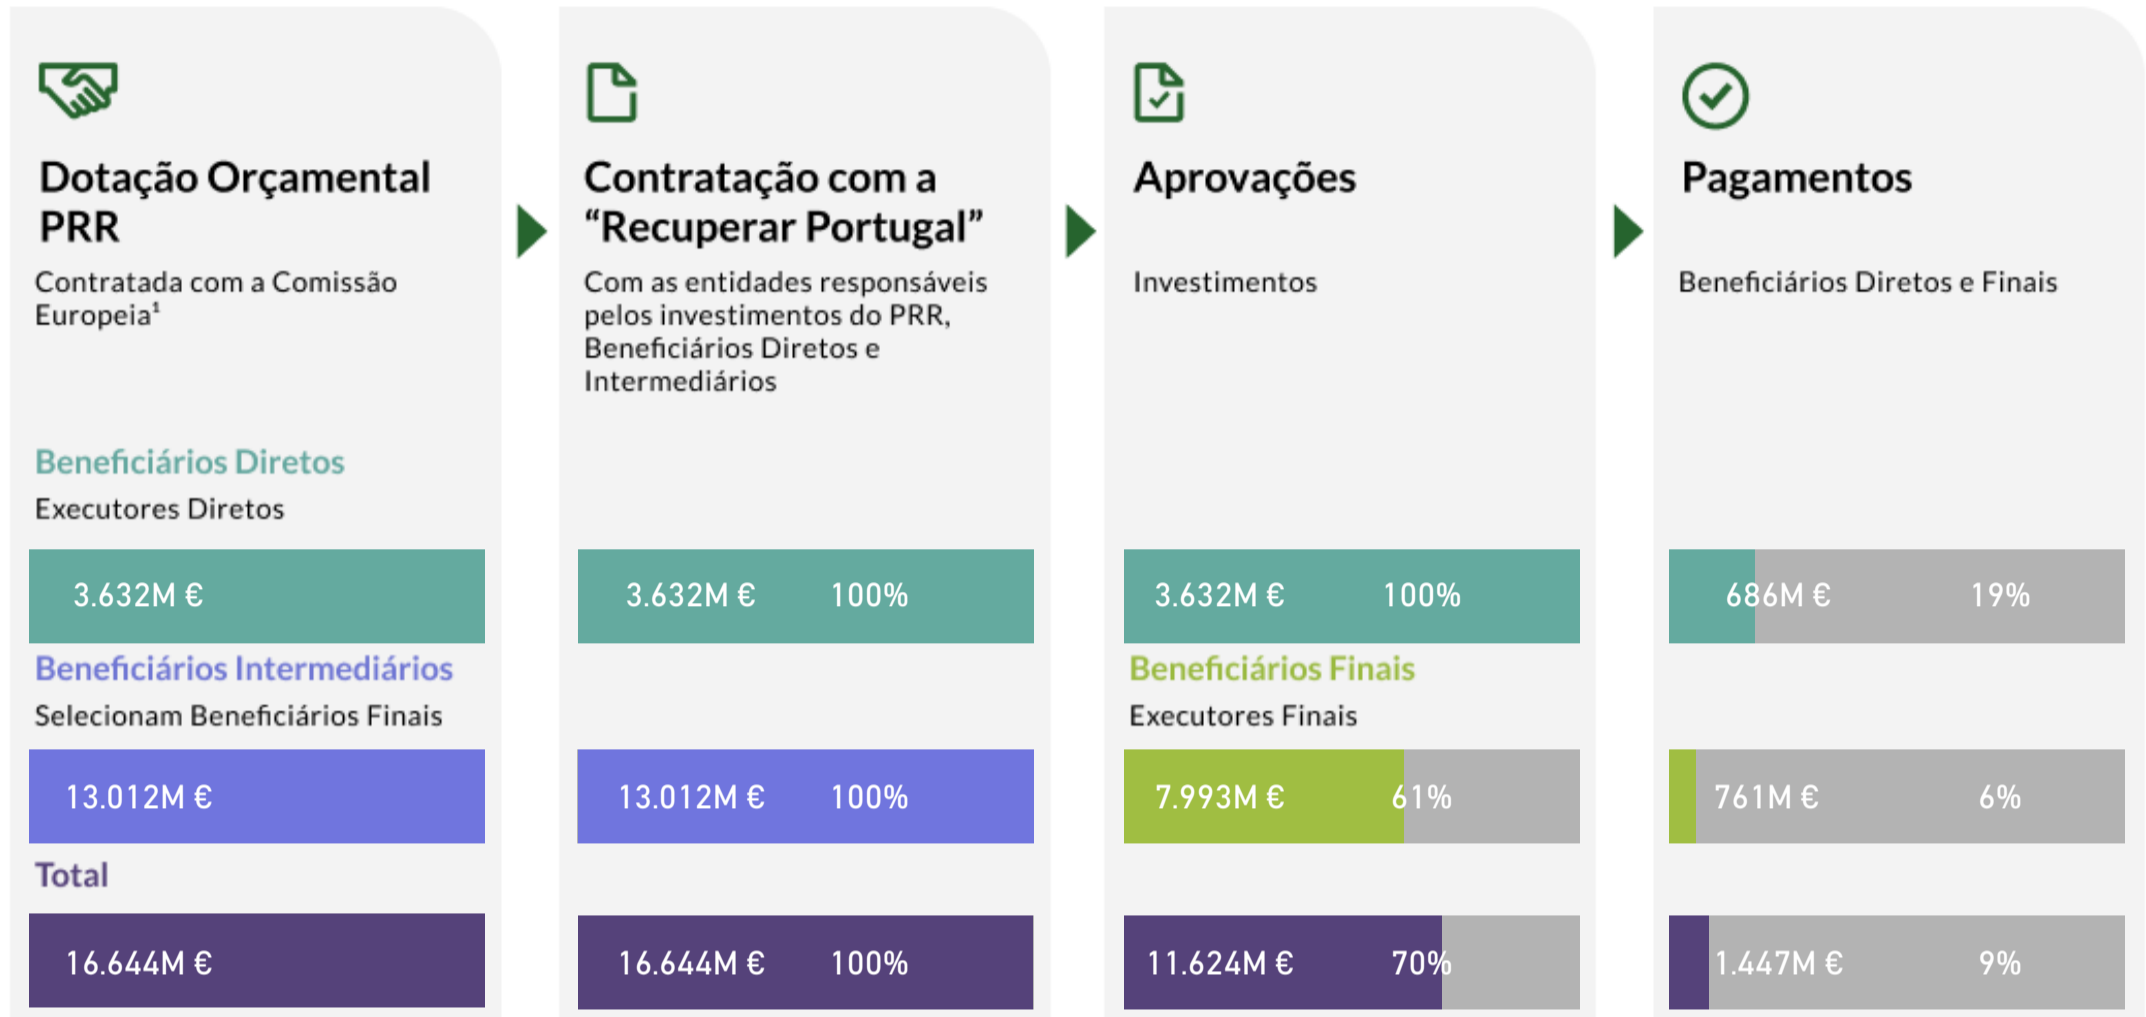 Dotação Orçamental
PRR
Contratada com a Comissão
Europeia¹
Contratação com a
“Recuperar Portugal”
Com as entidades responsáveis
pelos investimentos do PRR,
Beneficiários Diretos e
Intermediários
Aprovações
Investimentos
Pagamentos
Beneficiários Diretos e Finais
Beneficiários Diretos
Executores Diretos
3.632M €
3.632M € 100%
3.632M € 100%
686M € 19%
Beneficiários Intermediários
Selecionam Beneficiários Finais
Beneficiários Finais
Executores Finais
13.012M €
13.012M € 100%
7.993M € 61%
761M € 6%
Total
16.644M €
16.644M € 100%
11.624M € 70%
1.447M € 9%